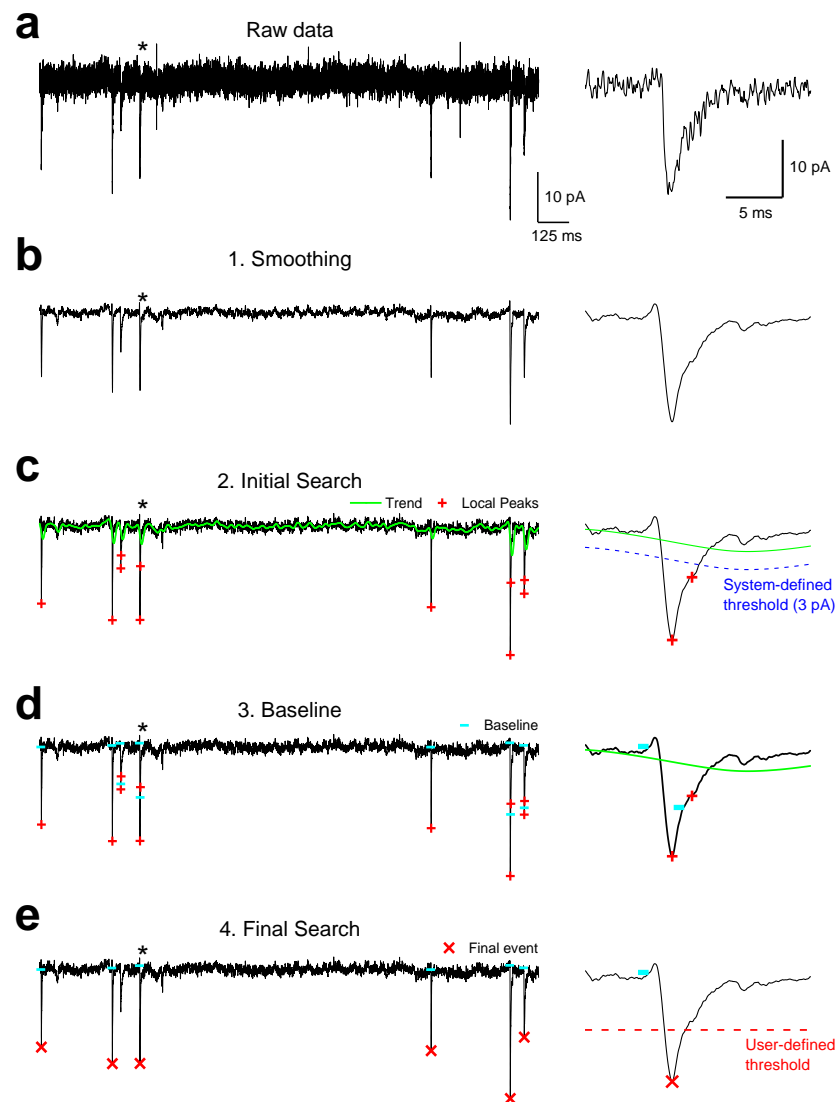 a
Raw data
*
10 pA
125 ms
10 pA
5 ms
b
1. Smoothing
*
c
2. Initial Search
*
Trend
Local Peaks
System-defined
threshold (3 pA)
d
3. Baseline
*
Baseline
e
4. Final Search
*
Final event
User-defined
threshold